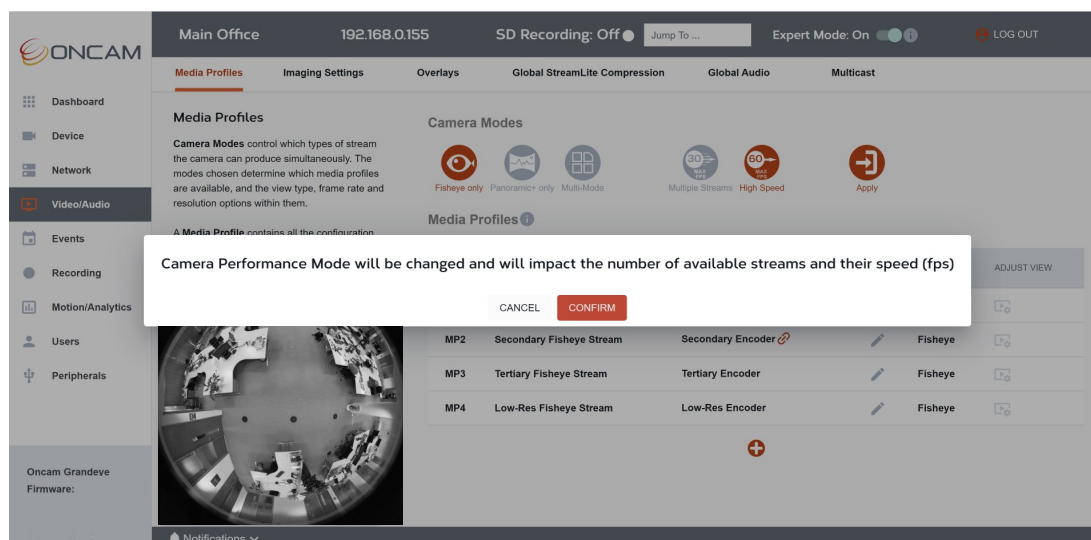 ONCAM
Main Office
192.168.0.155
SD Recording: Off
Jump To ...
Expert Mode: On
LOG OUT
Media Profiles
Imaging Settings
Overlays
Global StreamLite Compression
Global Audio
Multicast
Dashboard
Device
Network
Video/Audio
Events
Recording
Motion/Analytics
Users
Peripherals
Oncam Grandeye
Firmware:
Media Profiles
Camera Modes control which types of stream
the camera can produce simultaneously. The
modes chosen determine which media profiles
are available, and the view type, frame rate and
resolution options within them.
A Media Profile contains all the configuration
Camera Modes
Fisheye only
Panoramic+ only
Multi-Mode
30
MAX
FPS
Multiple Streams
60
MAX
FPS
High Speed
Apply
Media Profiles
ADJUST VIEW
Camera Performance Mode will be changed and will impact the number of available streams and their speed (fps)
CANCEL
CONFIRM
MP2 Secondary Fisheye Stream Secondary Encoder Fisheye
MP3 Tertiary Fisheye Stream Tertiary Encoder Fisheye
MP4 Low-Res Fisheye Stream Low-Res Encoder Fisheye
Notifications